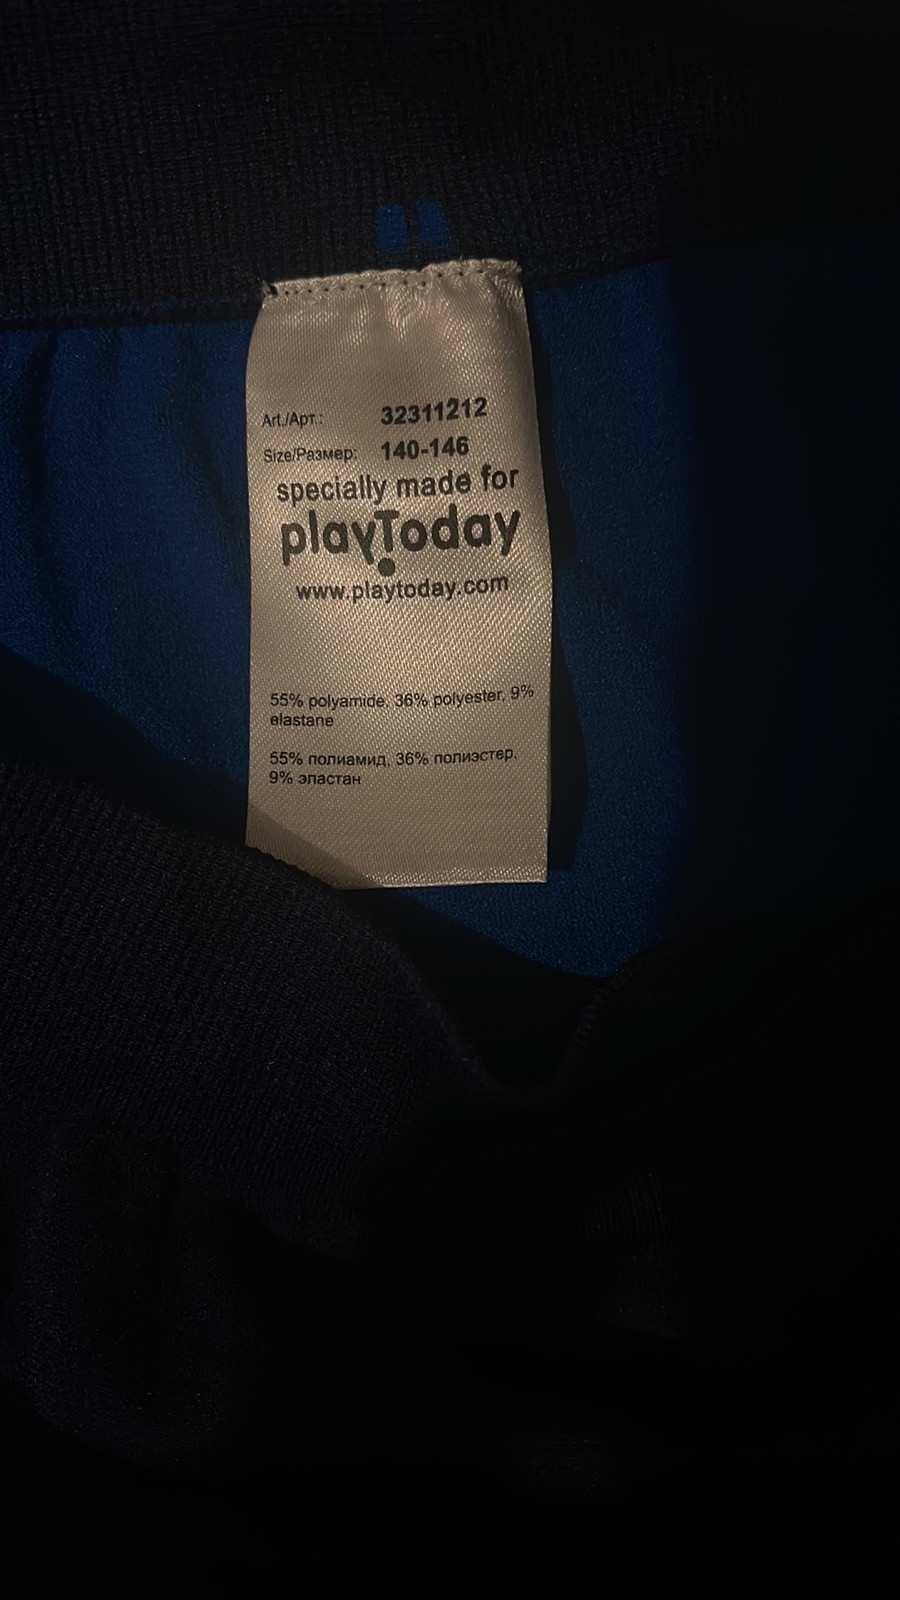 Art./Арт.: 32311212
Size/Размер: 140-146
specially made for
playToday
www.playtoday.com
55% polyamide, 36% polyester, 9%
elastane
55% полиамид, 36% полиэстер,
9% эластан